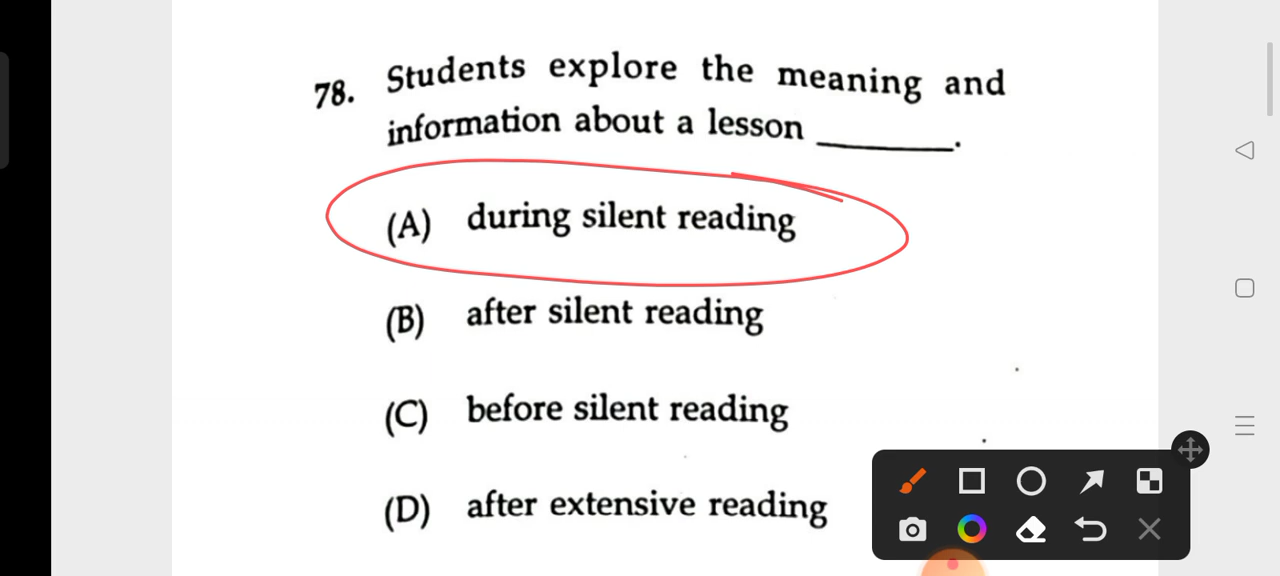 78. Students explore the meaning and
information about a lesson ________.
(A) during silent reading
(B) after silent reading
(C) before silent reading
(D) after extensive reading